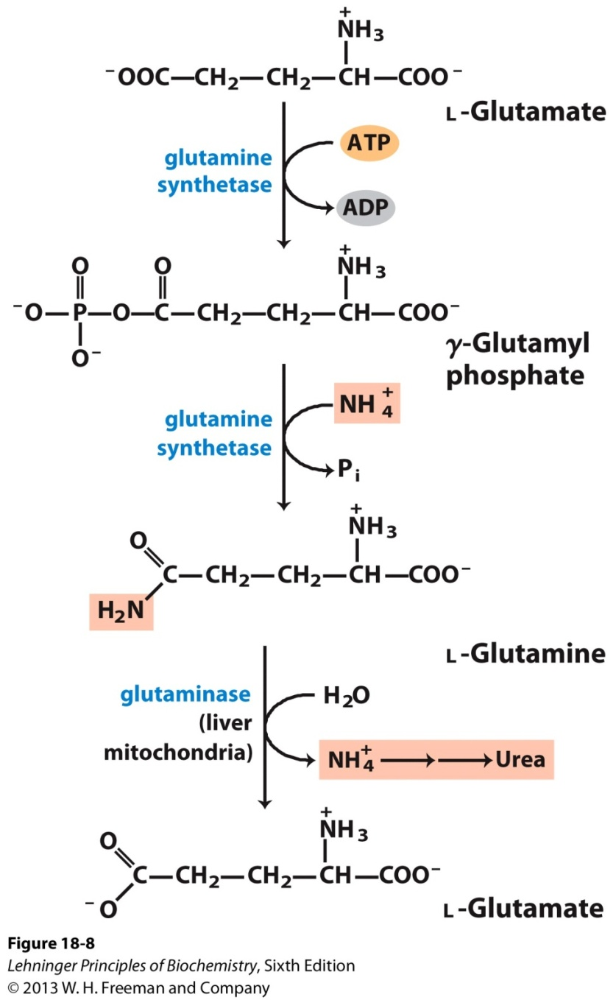 +
NH3
-OOC—CH2—CH2—CH—COO-
L-Glutamate
ATP
glutamine
synthetase
ADP
O O +
NH3
-O—P—O—C—CH2—CH2—CH—COO-
O-
γ-Glutamyl
phosphate
NH4+
glutamine
synthetase
Pi
+
NH3
O
C—CH2—CH2—CH—COO-
H2N
L-Glutamine
glutaminase
H2O
(liver
mitochondria)
NH4+ Urea
+
NH3
O
C—CH2—CH2—CH—COO-
-O
L-Glutamate
Figure 18-8
Lehninger Principles of Biochemistry, Sixth Edition
© 2013 W. H. Freeman and Company